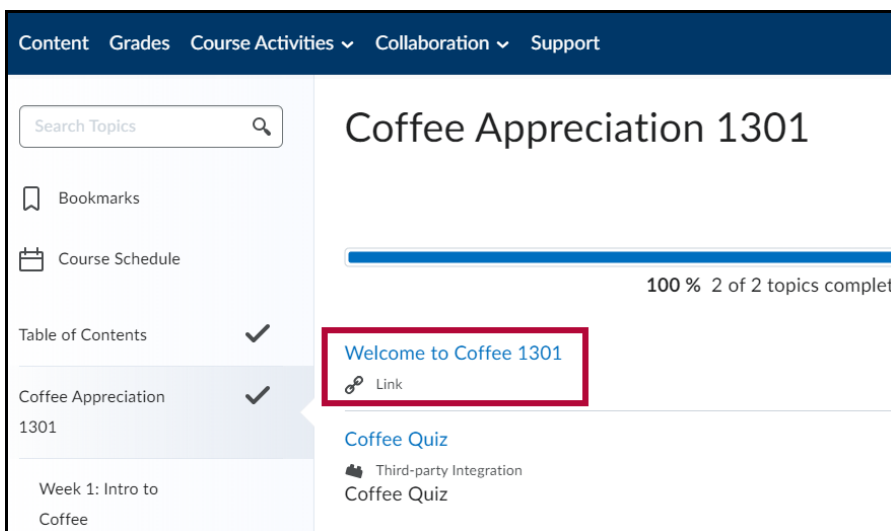 Content Grades Course Activities Collaboration Support
Search Topics
Bookmarks
Course Schedule
Table of Contents
Coffee Appreciation
1301
Week 1: Intro to
Coffee
Coffee Appreciation 1301
100 % 2 of 2 topics complet
Welcome to Coffee 1301
Link
Coffee Quiz
Third-party Integration
Coffee Quiz